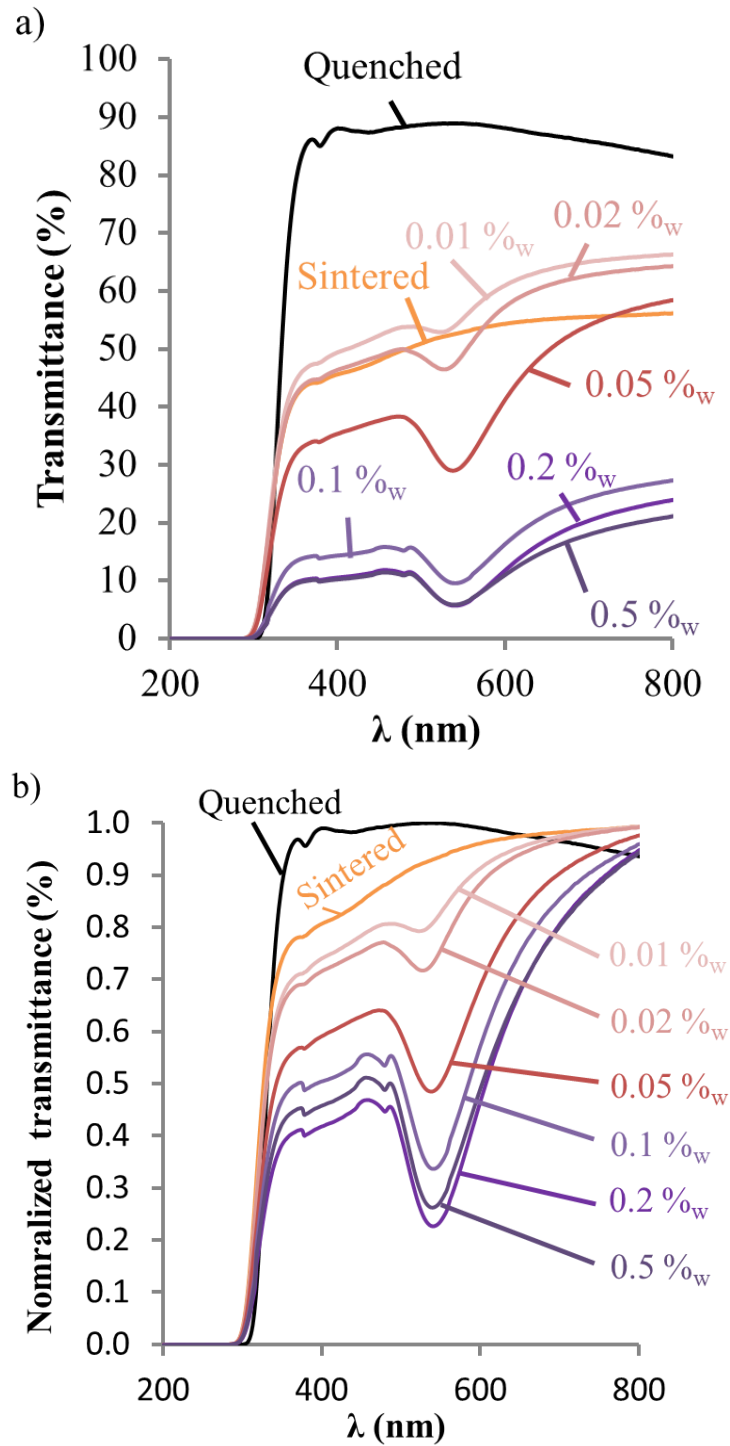 a)
100
90
80
70
60
50
40
30
20
10
0
Transmittance (%)
Quenched
0.01 %w
0.02 %w
Sintered
0.05 %w
0.1 %w
0.2 %w
0.5 %w
200
400
600
800
λ (nm)
b)
Quenched
1.0
0.9
0.8
0.7
0.6
0.5
0.4
0.3
0.2
0.1
0.0
Nomralized transmittance (%)
Sintered
0.01 %w
0.02 %w
0.05 %w
0.1 %w
0.2 %w
0.5 %w
200
400
600
800
λ (nm)